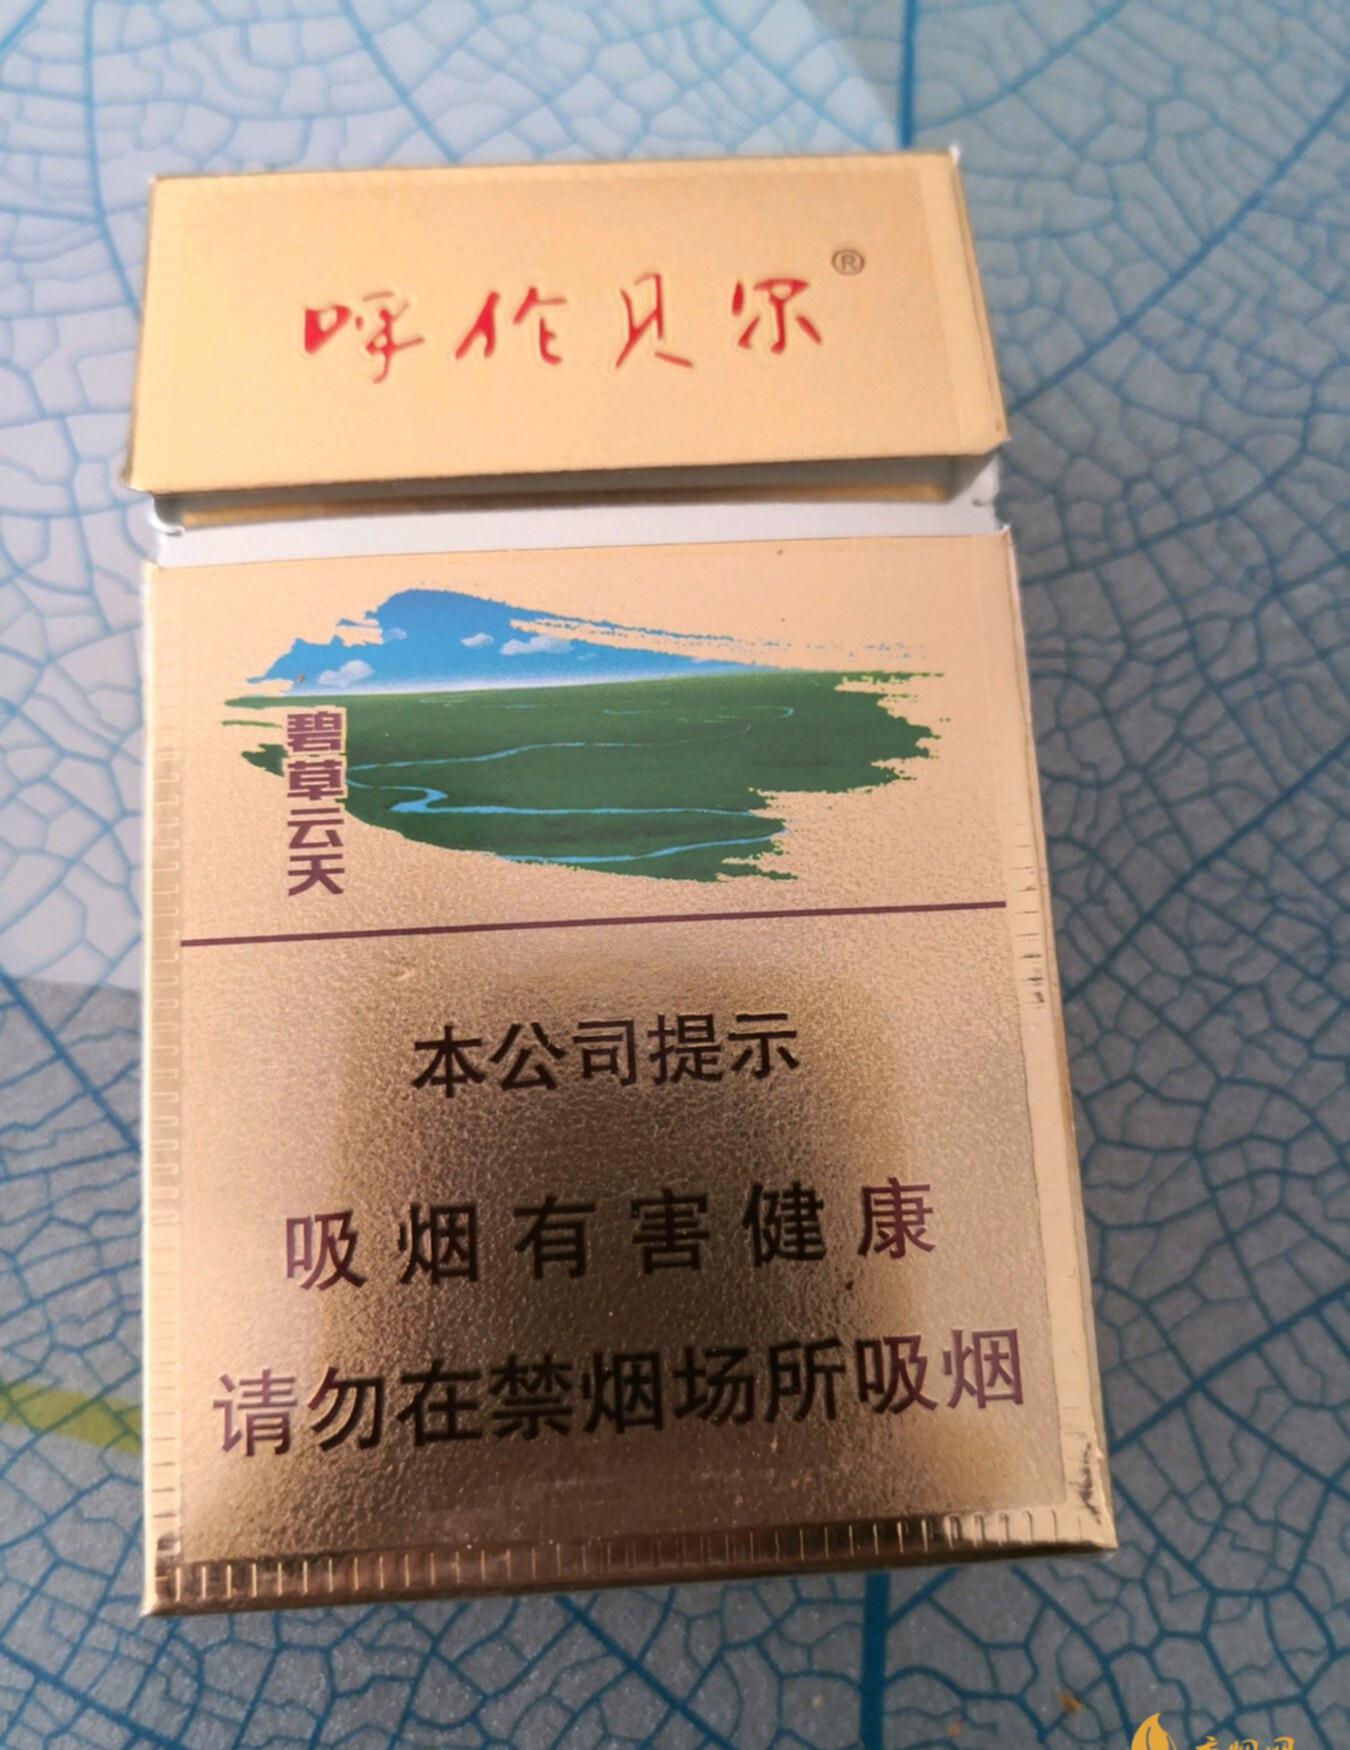 呼伦贝尔®
碧草云天
本公司提示
吸烟有害健康
请勿在禁烟场所吸烟